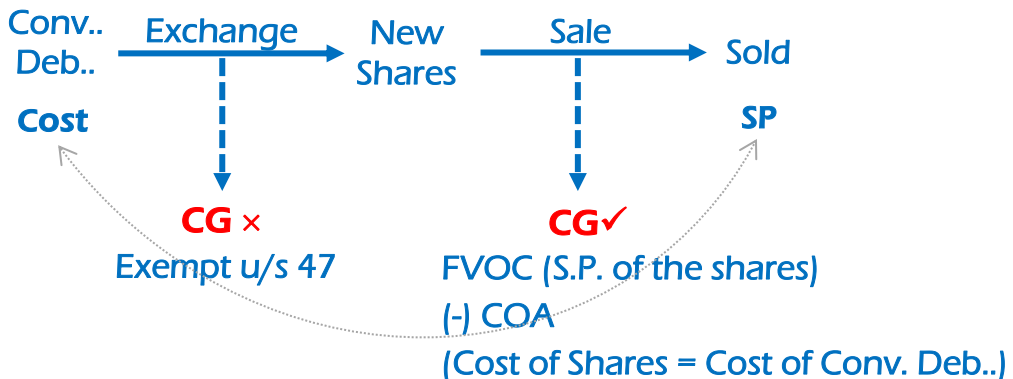 Conv..
Deb..
Exchange
New
Shares
Sale
Sold
Cost
SP
CG ×
Exempt u/s 47
CG✓
FVOC (S.P. of the shares)
(-) COA
(Cost of Shares = Cost of Conv. Deb..)